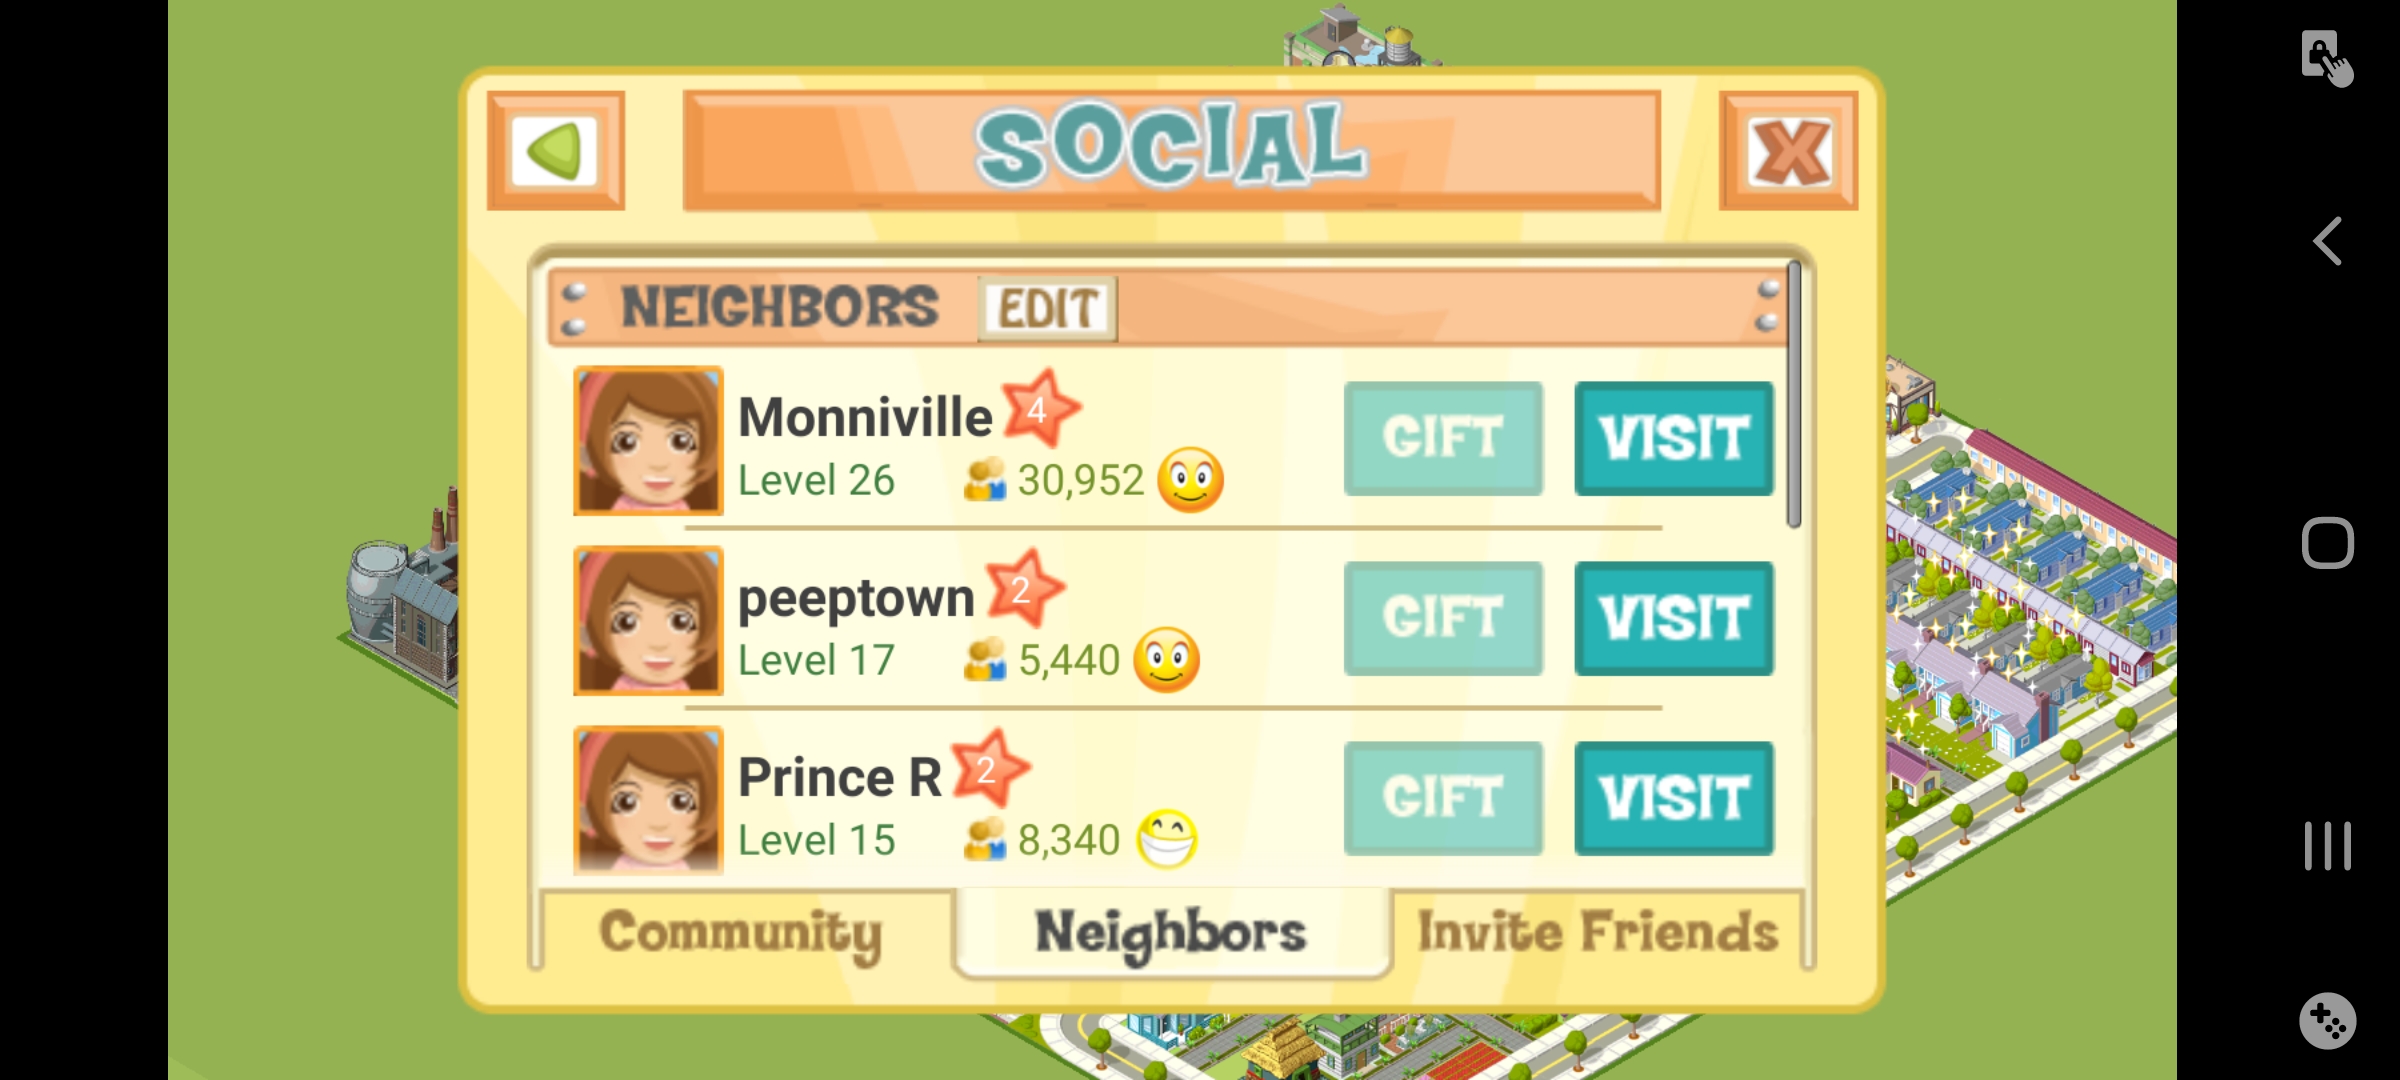 SOCIAL
NEIGHBORS EDIT
Monniville 4
Level 26 30,952
GIFT VISIT
peeptown 2
Level 17 5,440
GIFT VISIT
Prince R 2
Level 15 8,340
GIFT VISIT
Community Neighbors Invite Friends